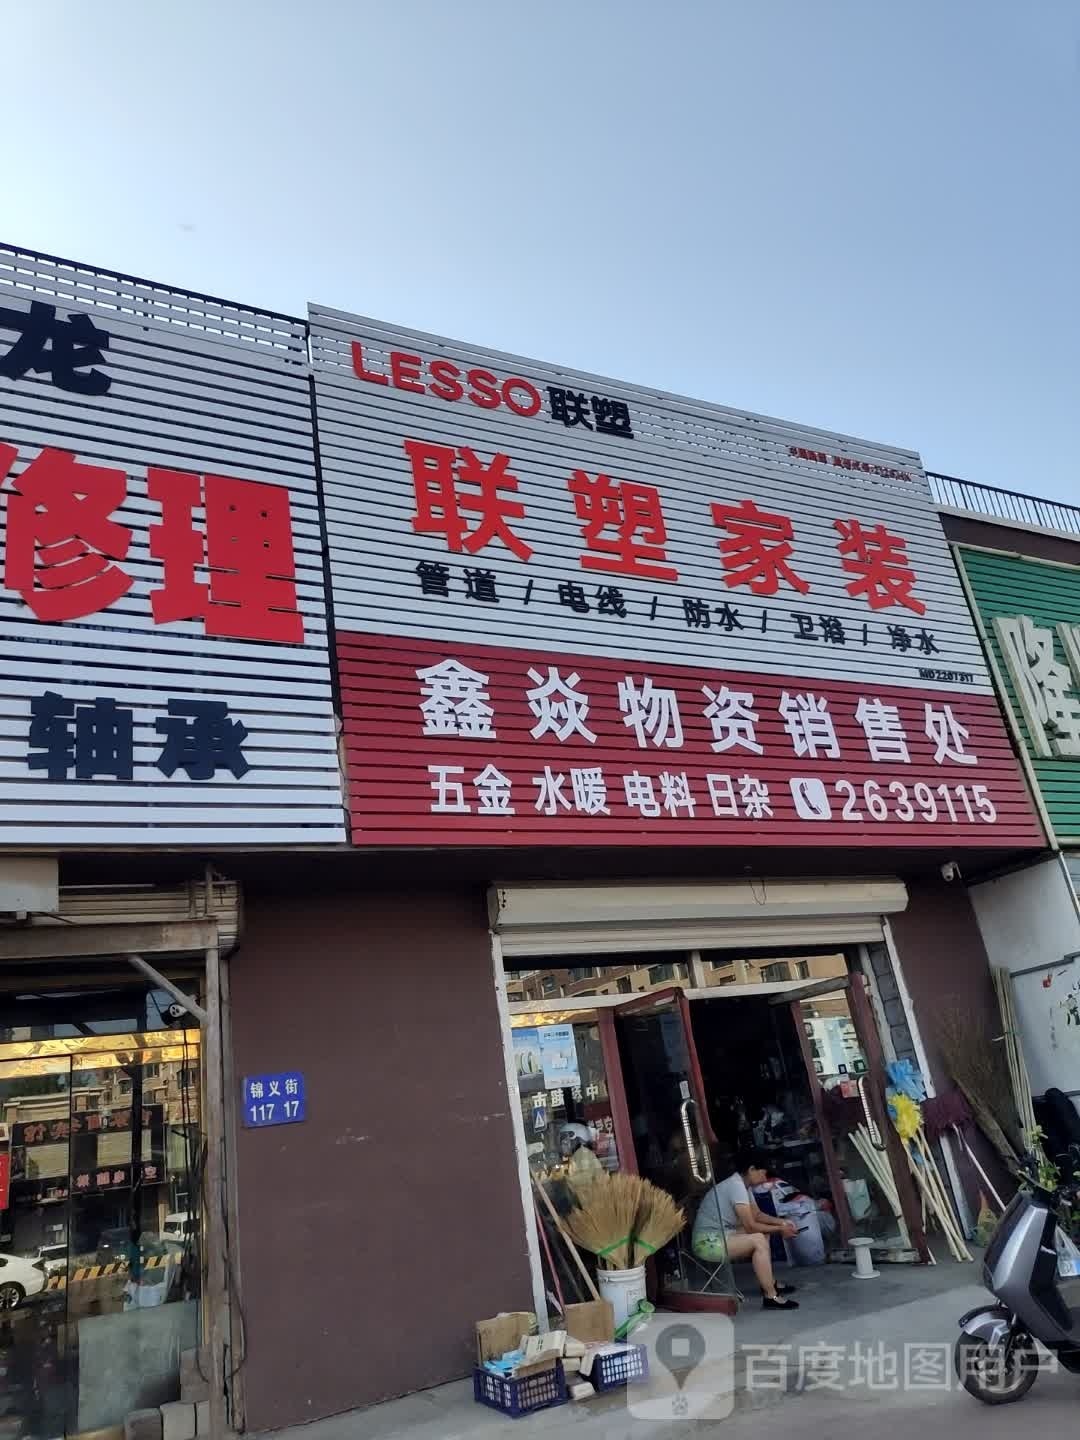 龙
修理
轴承
LESSO联塑
联塑家装
管道 / 电线 / 防水 / 卫浴 / 净水
MD2201311
鑫焱物资销售处
五金 水暖 电料 日杂 2639115
隆
锦义街
117 17
百度地图用户